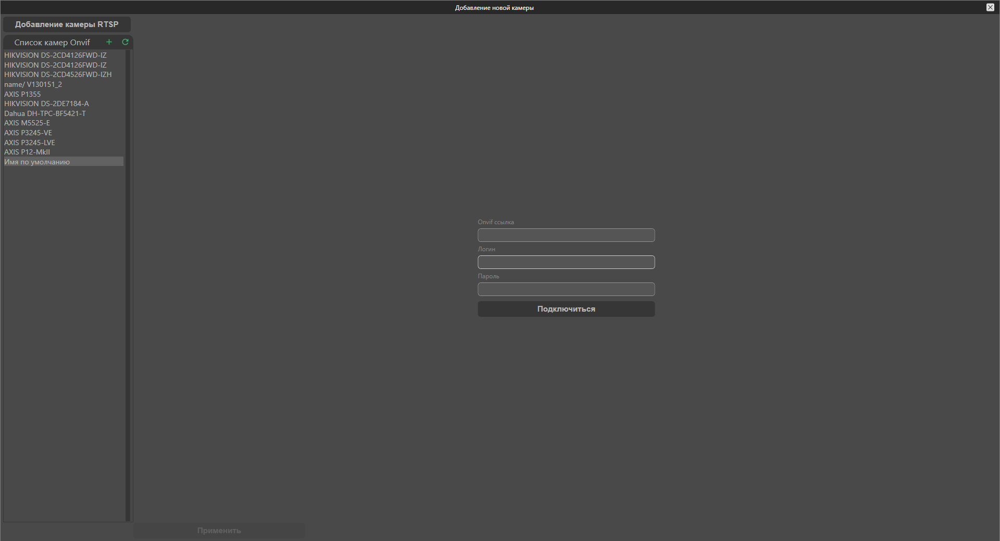 Добавление новой камеры
Добавление камеры RTSP
Список камер Onvif
HIKVISION DS-2CD4126FWD-IZ
HIKVISION DS-2CD4126FWD-IZ
HIKVISION DS-2CD4526FWD-IZH
name/ V130151_2
AXIS P1355
HIKVISION DS-2DE7184-A
Dahua DH-TPC-BF5421-T
AXIS M5525-E
AXIS P3245-VE
AXIS P3245-LVE
AXIS P12-MkII
Имя по умолчанию
Onvif ссылка
Логин
Пароль
Подключиться
Применить